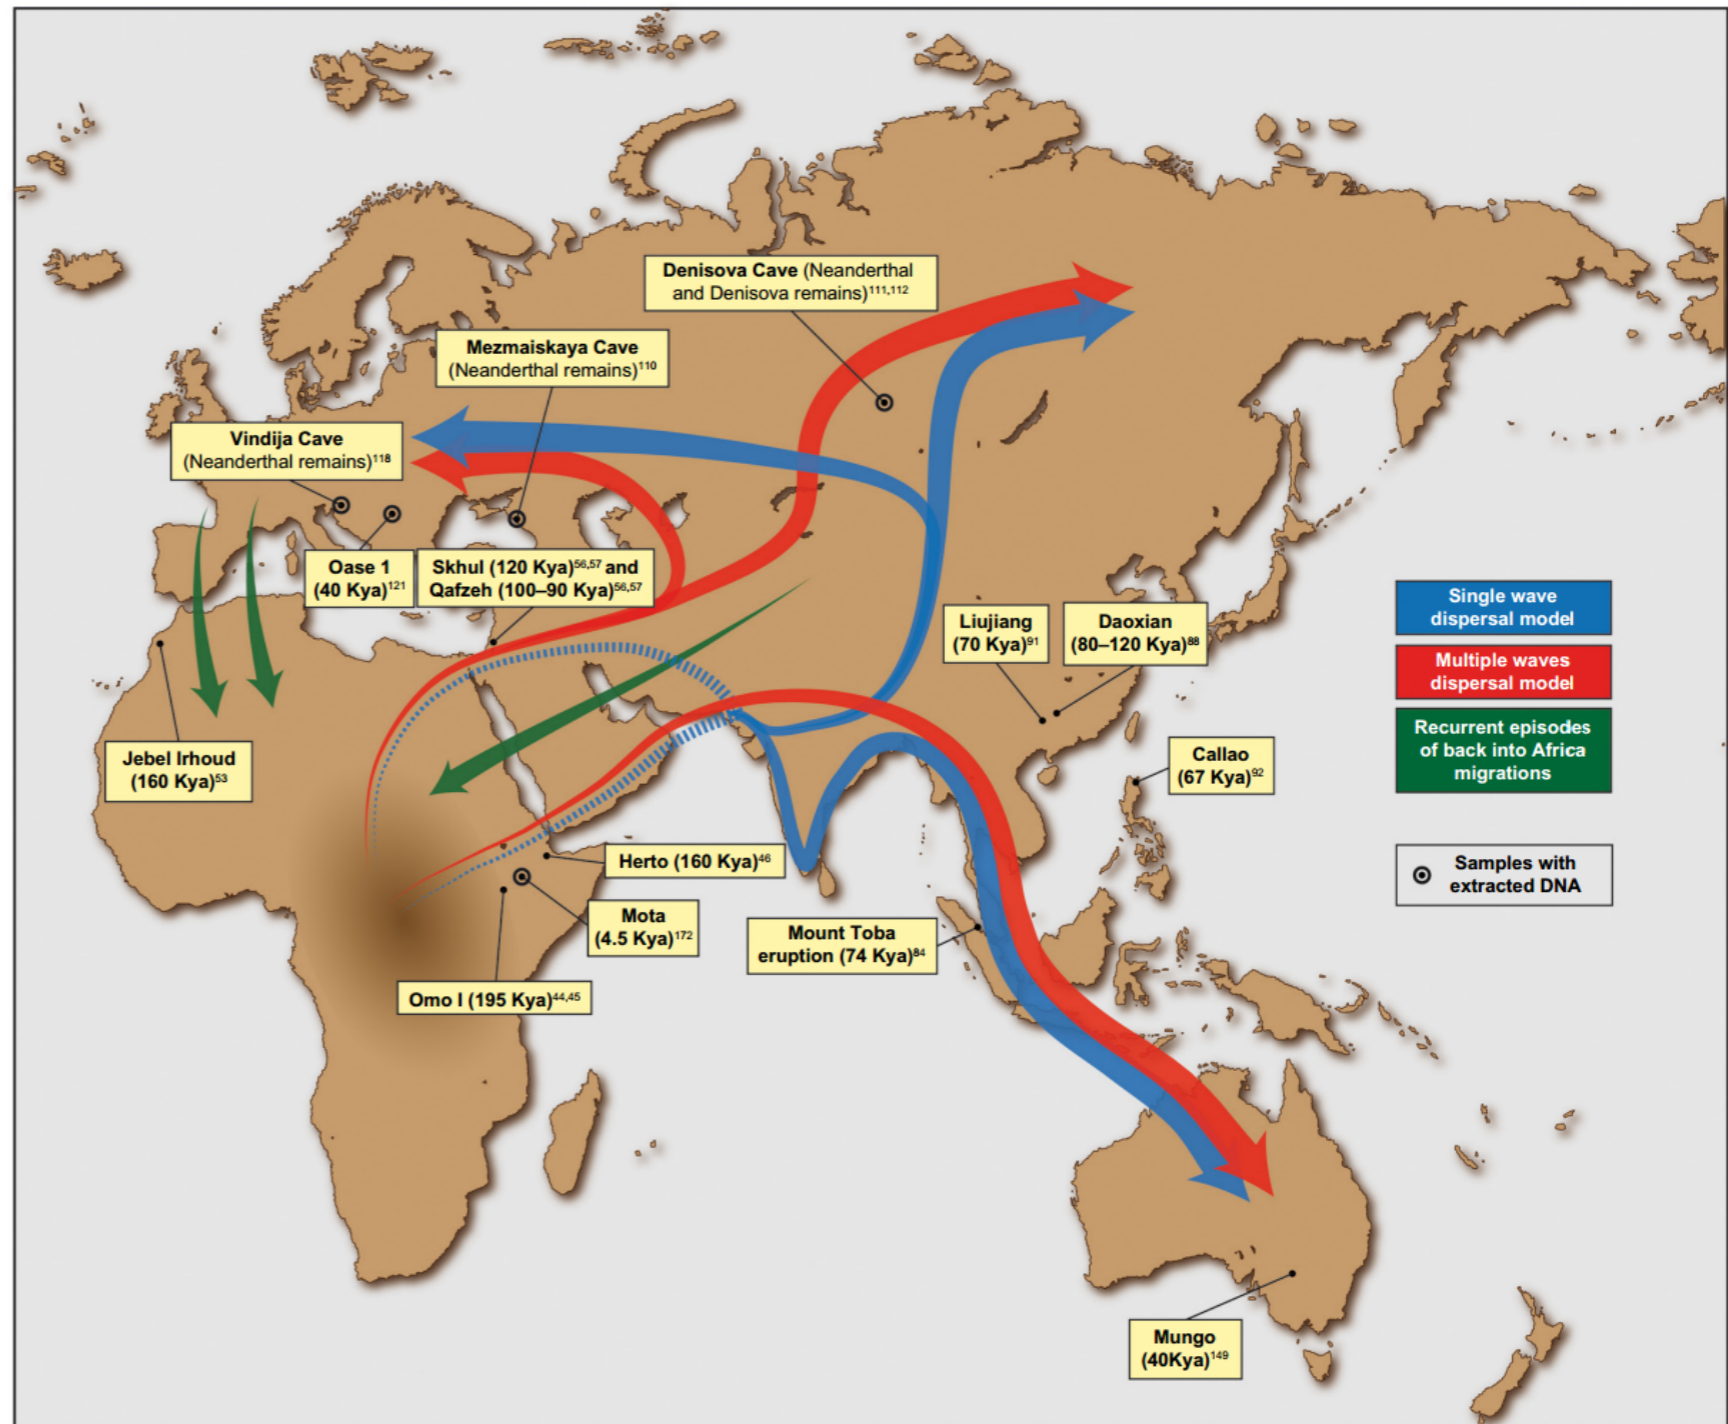 Denisova Cave (Neanderthal
and Denisova remains)111,112
Mezmaiskaya Cave
(Neanderthal remains)110
Vindija Cave
(Neanderthal remains)118
Oase 1
(40 Kya)121
Skhul (120 Kya)56,57 and
Qafzeh (100–90 Kya)56,57
Liujiang
(70 Kya)91
Daoxian
(80–120 Kya)88
Single wave
dispersal model
Multiple waves
dispersal model
Recurrent episodes
of back into Africa
migrations
Jebel Irhoud
(160 Kya)53
Callao
(67 Kya)92
Herto (160 Kya)46
Samples with
extracted DNA
Mota
(4.5 Kya)172
Mount Toba
eruption (74 Kya)84
Omo I (195 Kya)44,45
Mungo
(40Kya)149